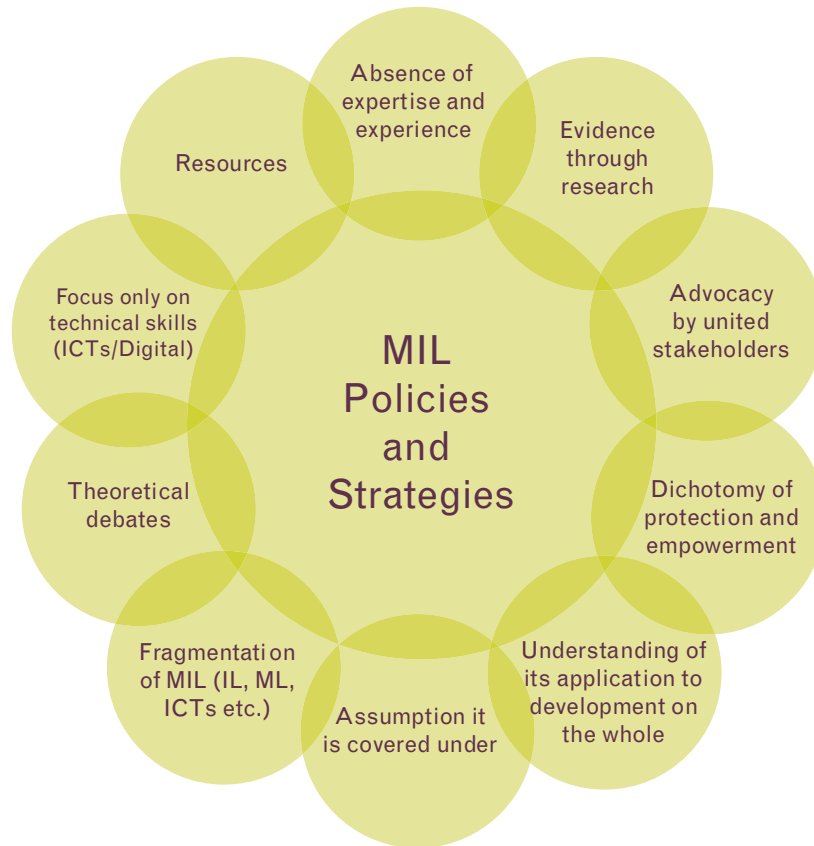 Absence of
expertise and
experience
Evidence
through
research
Advocacy
by united
stakeholders
Dichotomy of
protection and
empowerment
Understanding of
its application to
development on
the whole
Assumption it
is covered under
Fragmentation
of MIL (IL, ML,
ICTs etc.)
Theoretical
debates
Focus only on
technical skills
(ICTs/Digital)
Resources
MIL
Policies
and
Strategies